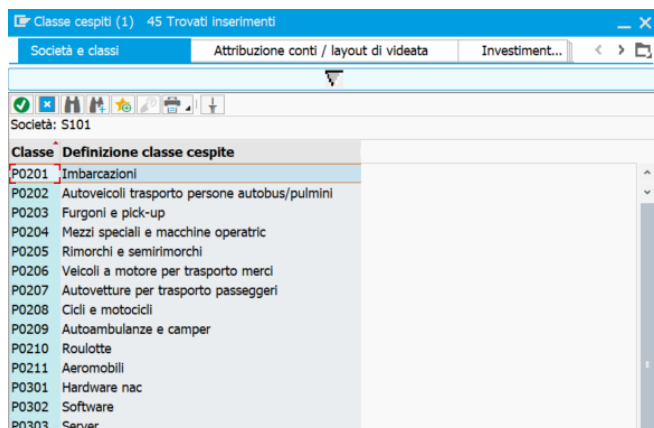 Classe cespiti (1) 45 Trovati inserimenti
Società e classi Attribuzione conti / layout di videata Investiment...
Società: S101
Classe Definizione classe cespite
P0201 Imbarcazioni
P0202 Autoveicoli trasporto persone autobus/pulmini
P0203 Furgoni e pick-up
P0204 Mezzi speciali e macchine operatric
P0205 Rimorchi e semirimorchi
P0206 Veicoli a motore per trasporto merci
P0207 Autovetture per trasporto passeggeri
P0208 Cicli e motocicli
P0209 Autoambulanze e camper
P0210 Roulotte
P0211 Aeromobili
P0301 Hardware nac
P0302 Software
P0303 Server